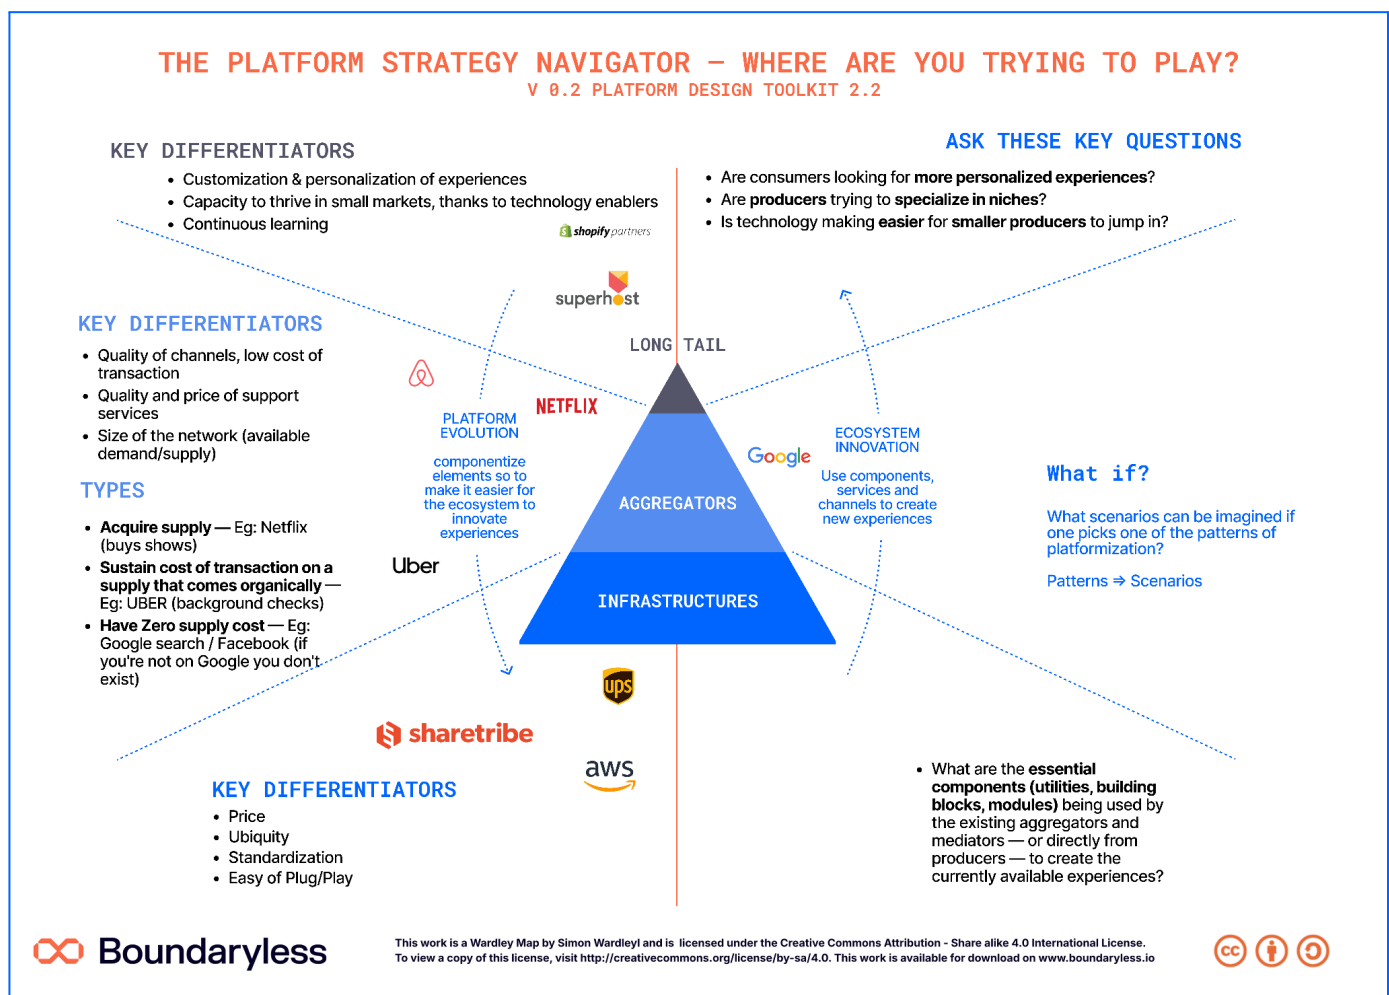 THE PLATFORM STRATEGY NAVIGATOR – WHERE ARE YOU TRYING TO PLAY?
V 0.2 PLATFORM DESIGN TOOLKIT 2.2
KEY DIFFERENTIATORS
• Customization & personalization of experiences
• Capacity to thrive in small markets, thanks to technology enablers
• Continuous learning
ASK THESE KEY QUESTIONS
• Are consumers looking for more personalized experiences?
• Are producers trying to specialize in niches?
• Is technology making easier for smaller producers to jump in?
shopify partners
superhost
LONG TAIL
KEY DIFFERENTIATORS
• Quality of channels, low cost of
transaction
• Quality and price of support
services
• Size of the network (available
demand/supply)
TYPES
• Acquire supply — Eg: Netflix
(buys shows)
• Sustain cost of transaction on a
supply that comes organically —
Eg: UBER (background checks)
• Have Zero supply cost — Eg:
Google search / Facebook (if
you're not on Google you don't
exist)
NETFLIX
PLATFORM
EVOLUTION
componentize
elements so to
make it easier for
the ecosystem to
innovate
experiences
Uber
Google
AGGREGATORS
INFRASTRUCTURES
ECOSYSTEM
INNOVATION
Use components,
services and
channels to create
new experiences
What if?
What scenarios can be imagined if
one picks one of the patterns of
platformization?
Patterns ⇒ Scenarios
ups
sharetribe
aws
KEY DIFFERENTIATORS
• Price
• Ubiquity
• Standardization
• Easy of Plug/Play
• What are the essential
components (utilities, building
blocks, modules) being used by
the existing aggregators and
mediators — or directly from
producers — to create the
currently available experiences?
Boundaryless
This work is a Wardley Map by Simon Wardleyl and is licensed under the Creative Commons Attribution - Share alike 4.0 International License.
To view a copy of this license, visit http://creativecommons.org/license/by-sa/4.0. This work is available for download on www.boundaryless.io
cc